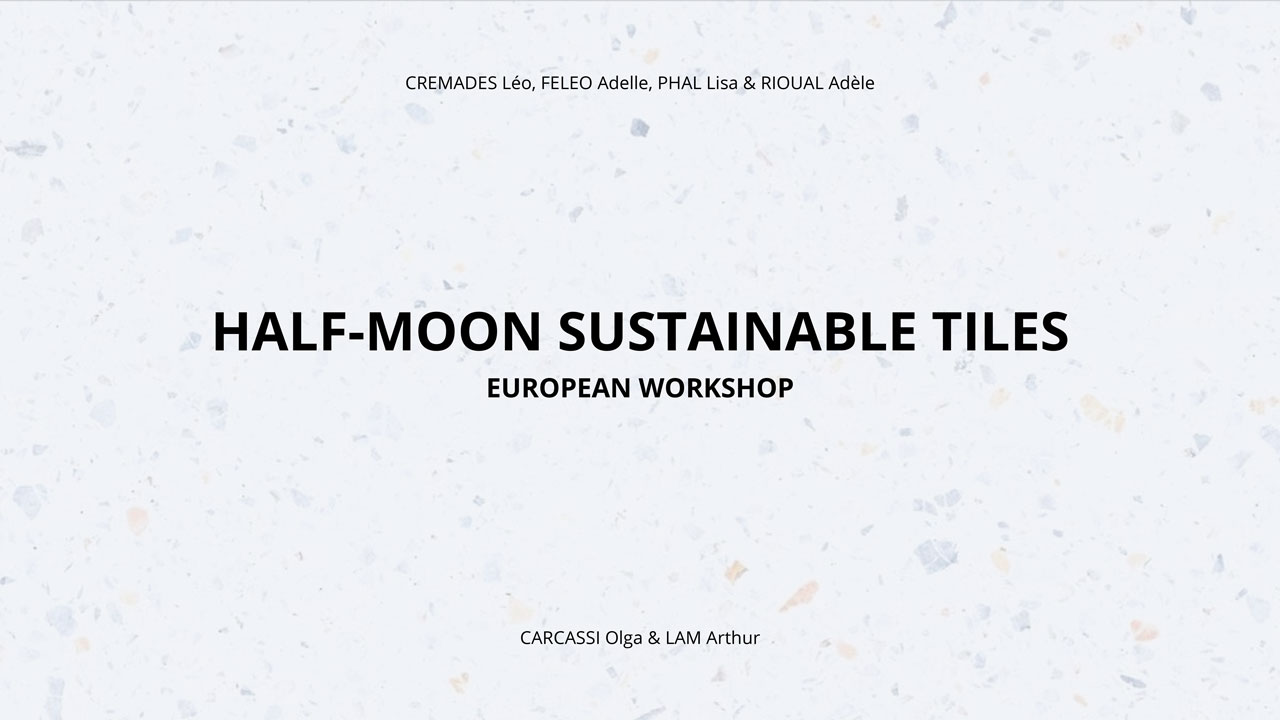 CREMADES Léo, FELEO Adelle, PHAL Lisa & RIOUAL Adèle
HALF-MOON SUSTAINABLE TILES
EUROPEAN WORKSHOP
CARCASSI Olga & LAM Arthur